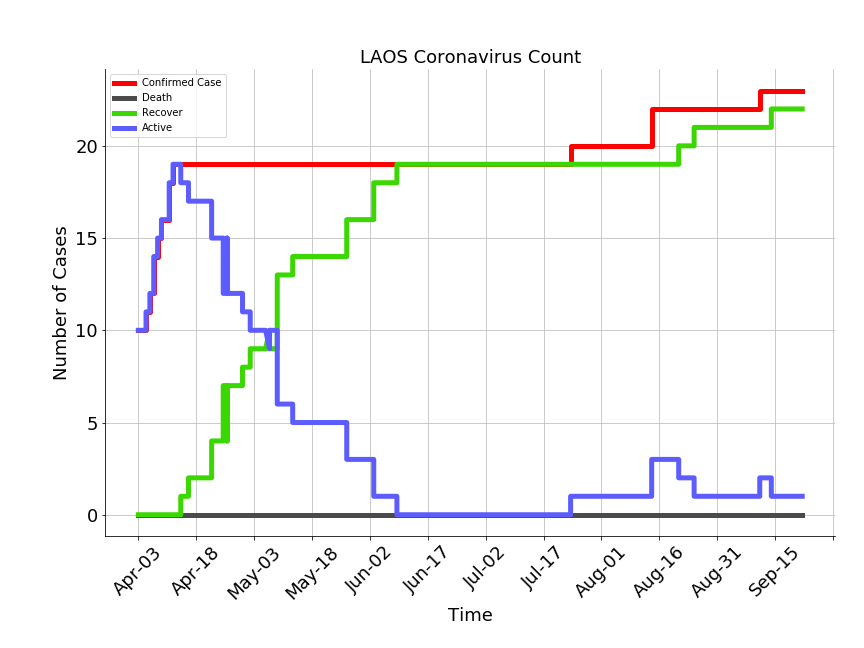 LAOS Coronavirus Count
Confirmed Case
Death
Recover
Active
Number of Cases
20
15
10
5
0
Apr-03
Apr-18
May-03
May-18
Jun-02
Jun-17
Jul-02
Jul-17
Aug-01
Aug-16
Aug-31
Sep-15
Time